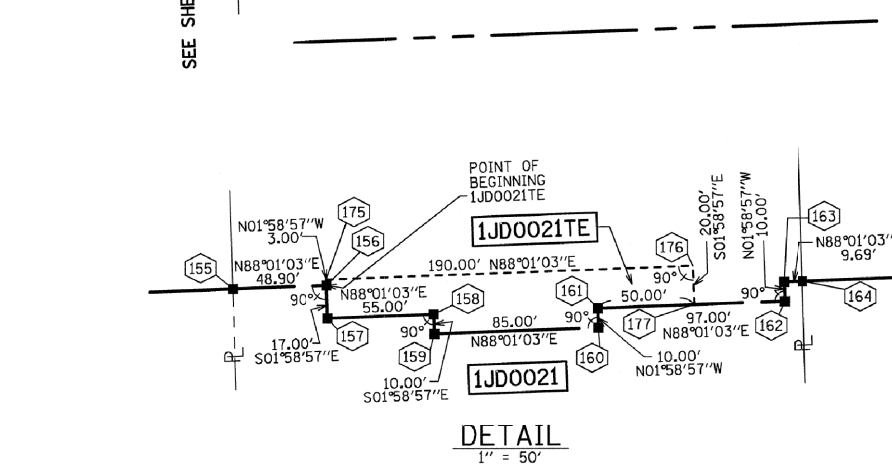 SEE SHE
POINT OF
BEGINNING
1JD0021TE
N01°58'57"W
3.00'
175
156
1JD0021TE
155
N88°01'03"E
48.90'
190.00' N88°01'03"E
176
90°
20.00'
S01°58'57"E
N01°58'57"W
10.00'
163
N88°01'03"
9.69'
90°
90°
N88°01'03"E
55.00'
158
161
50.00'
90°
164
157
90°
85.00'
N88°01'03"E
177
97.00'
N88°01'03"E
162
17.00'
S01°58'57"E
159
160
10.00'
N01°58'57"W
10.00'
S01°58'57"E
1JD0021
DETAIL
1" = 50'